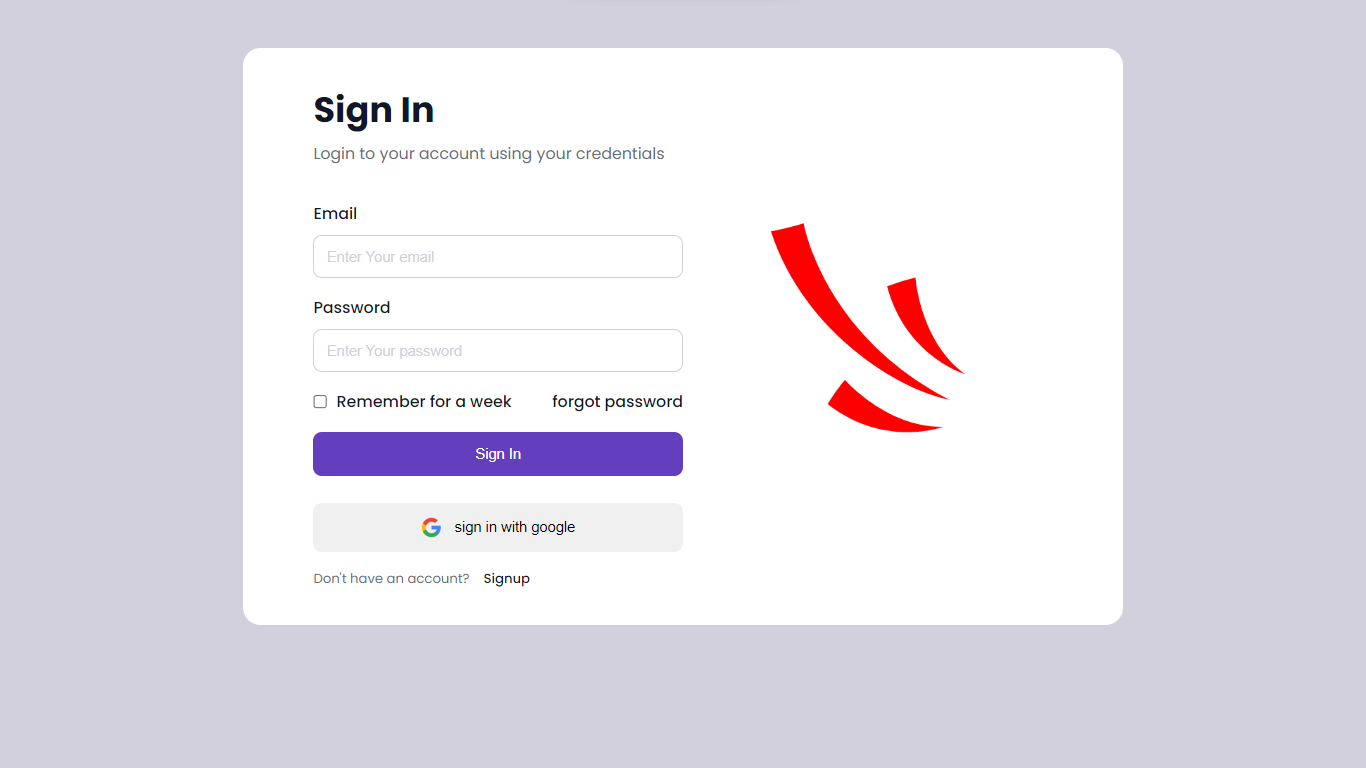 Sign In
Login to your account using your credentials
Email
Enter Your email
Password
Enter Your password
Remember for a week forgot password
Sign In
sign in with google
Don't have an account? Signup